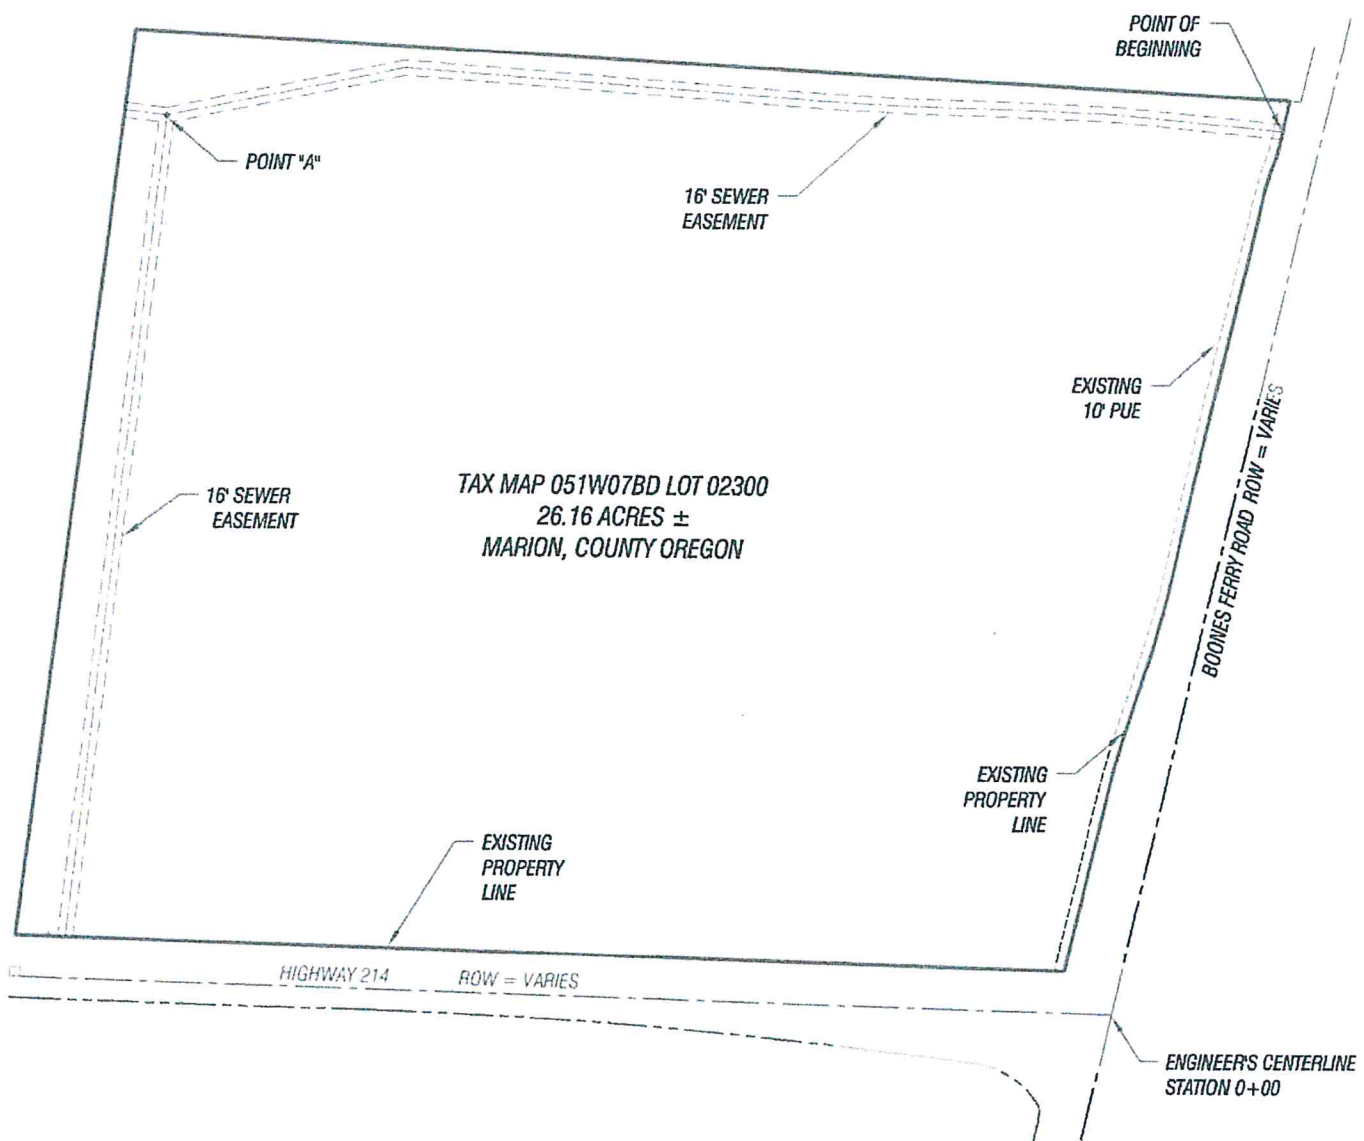 POINT OF
BEGINNING
POINT "A"
16' SEWER
EASEMENT
EXISTING
10' PUE
BOONES FERRY ROAD ROW = VARIES
16' SEWER
EASEMENT
TAX MAP 051W07BD LOT 02300
26.16 ACRES ±
MARION, COUNTY OREGON
EXISTING
PROPERTY
LINE
EXISTING
PROPERTY
LINE
HIGHWAY 214 ROW = VARIES
ENGINEER'S CENTERLINE
STATION 0+00